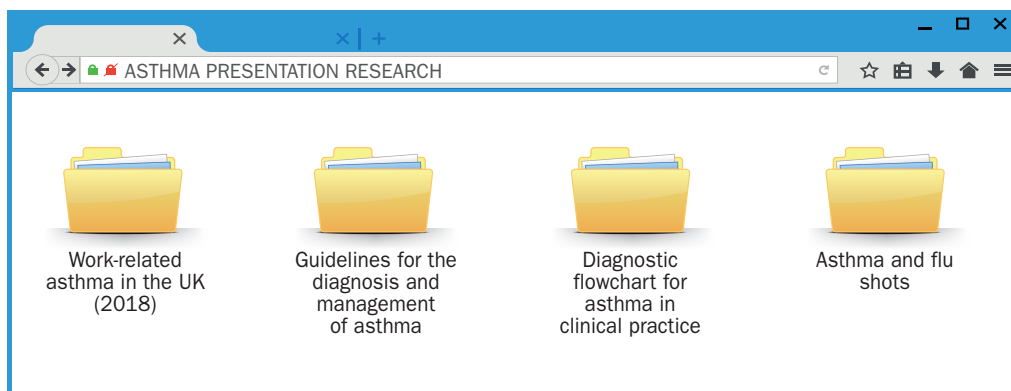 ASTHMA PRESENTATION RESEARCH
Work-related
asthma in the UK
(2018)
Guidelines for the
diagnosis and
management
of asthma
Diagnostic
flowchart for
asthma in
clinical practice
Asthma and flu
shots